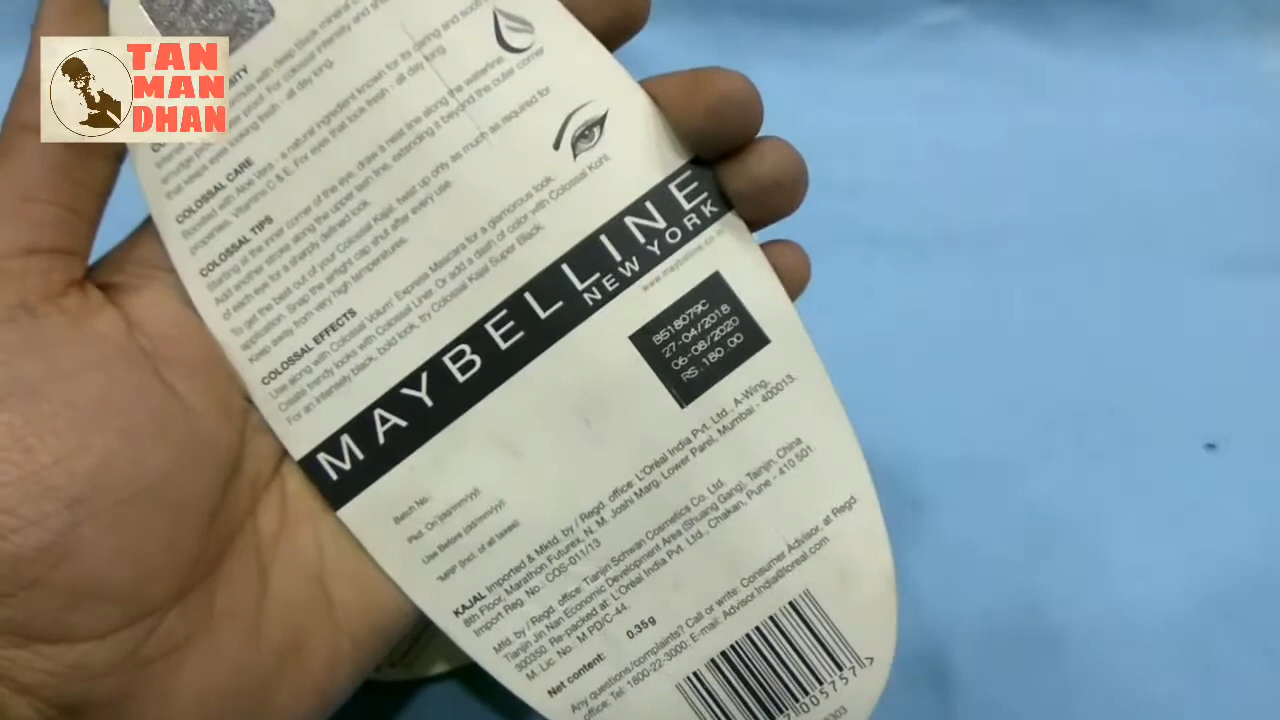 TAN
MAN
DHAN
COLOSSAL CARE
Boosted with Aloe Vera - a natural ingredient known for its caring and
properties, Vitamins C & E. For eyes that look fresh - all day long.
COLOSSAL TIPS
Starting at the inner corner of the eye, draw a neat line along the waterline.
Add another stroke along the upper lash line, extending it beyond the outer corner
of each eye for a sharply defined look.
To get the best out of your Colossal Kajal, twist up only as much as required for
application. Snap the airtight cap shut after every use.
Keep away from very high temperatures.
COLOSSAL EFFECTS
Use along with Colossal Volum' Express Mascara for a glamorous look.
Create trendy looks with Colossal Liner. Or add a dash of color with Colossal Kohl.
For an intensely black, bold look, try Colossal Kajal Super Black.
MAYBELLINE
NEW YORK
B518079C
27-04/2018
06-08/2020
RS.180.00
Batch No.
Pkd. On (dd/mm/yy):
Use Before (dd/mm/yy):
*MRP (incl. of all taxes):
KAJAL Imported & Mktd. by / Regd. office: L'Oréal India Pvt. Ltd., A-Wing,
8th Floor, Marathon Futurex, N. M. Joshi Marg, Lower Parel, Mumbai - 400013.
Import Reg. No.: COS-011/13
Mfd. by / Regd. office: Tianjin Schwan Cosmetics Co. Ltd.
Tianjin Jin Nan Economic Development Area (Shuang Gang), Tianjin, China
300350. Re-packed at: L'Oréal India Pvt. Ltd., Chakan, Pune - 410 501.
M. Lic. No.: M PD/C-44.
Net content: 0.35g
Any questions/complaints? Call or write: Consumer Advisor, at Regd.
office: Tel: 1800-22-3000: E-mail: Advisor.India@loreal.com
005757